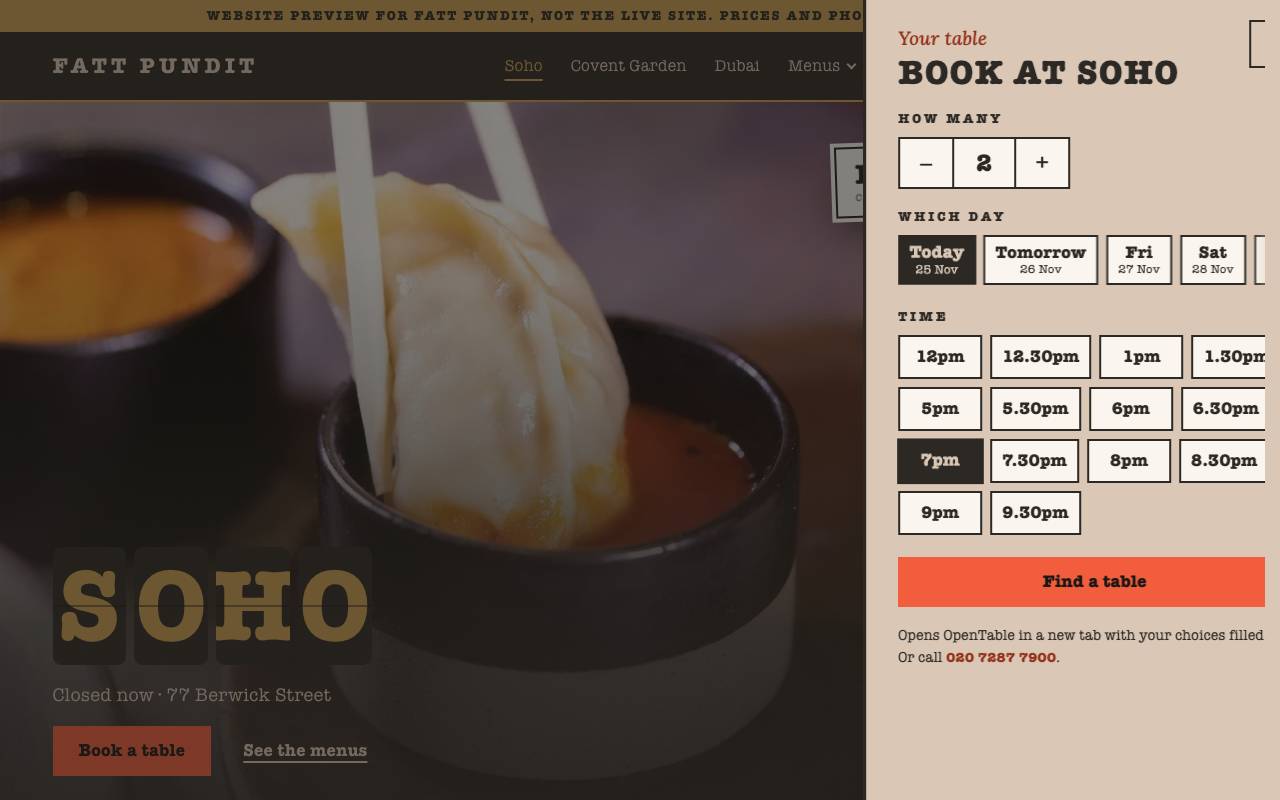 WEBSITE PREVIEW FOR FATT PUNDIT, NOT THE LIVE SITE. PRICES AND PHO
FATT PUNDIT
Soho
Covent Garden
Dubai
Menus
SOHO
Closed now · 77 Berwick Street
Book a table
See the menus
Your table
BOOK AT SOHO
HOW MANY
– 2 +
WHICH DAY
Today Tomorrow Fri Sat
25 Nov 26 Nov 27 Nov 28 Nov
TIME
12pm 12.30pm 1pm 1.30pm
5pm 5.30pm 6pm 6.30pm
7pm 7.30pm 8pm 8.30pm
9pm 9.30pm
Find a table
Opens OpenTable in a new tab with your choices filled
Or call 020 7287 7900.